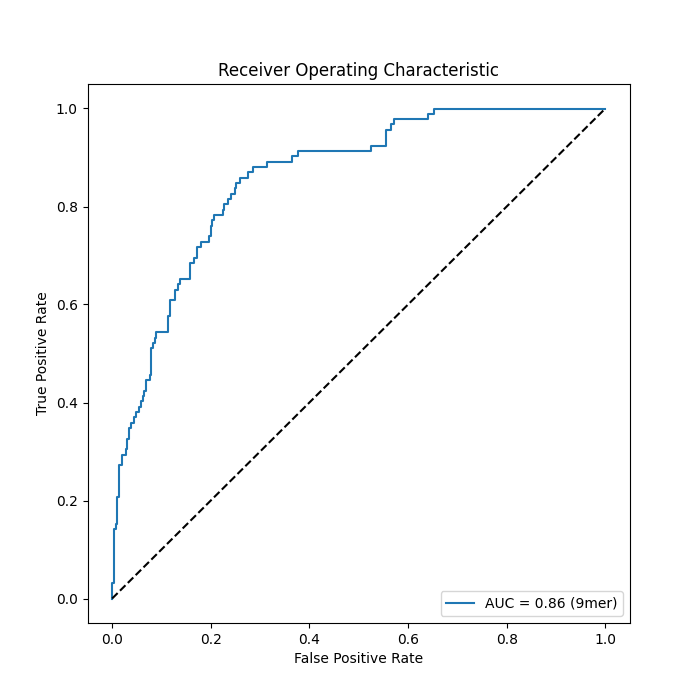 Receiver Operating Characteristic
True Positive Rate
1.0
0.8
0.6
0.4
0.2
0.0
AUC = 0.86 (9mer)
0.0 0.2 0.4 0.6 0.8 1.0
False Positive Rate